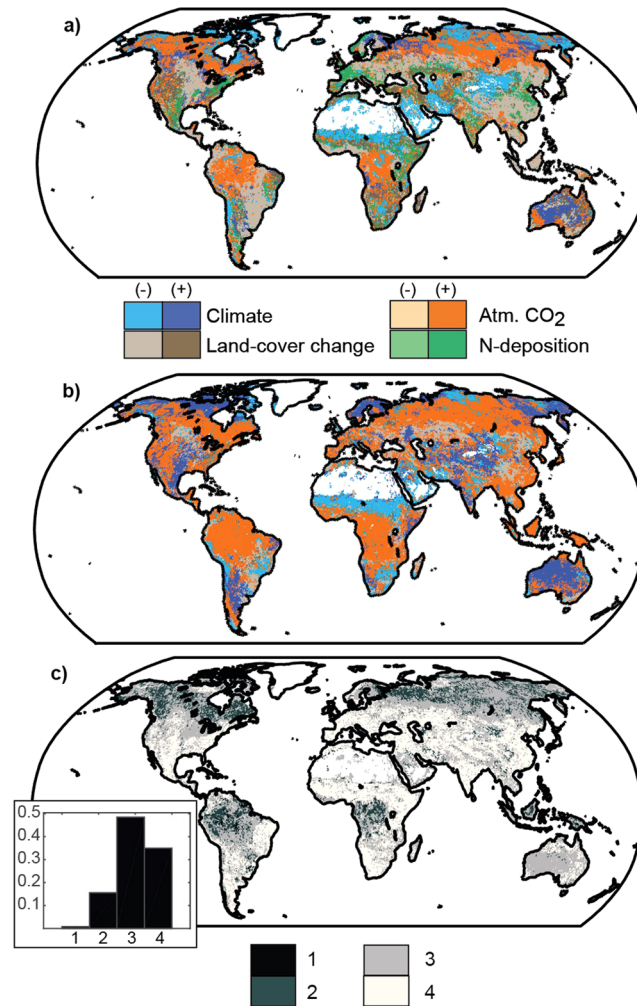 a)
(-) (+) (-) (+)
Climate Atm. CO2
Land-cover change N-deposition
b)
c)
0.5
0.4
0.3
0.2
0.1
1 2 3 4
1 3
2 4